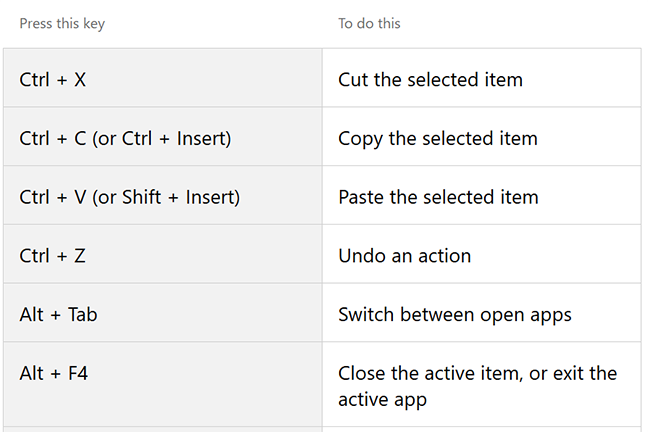 Press this key
To do this
Ctrl + X
Cut the selected item
Ctrl + C (or Ctrl + Insert)
Copy the selected item
Ctrl + V (or Shift + Insert)
Paste the selected item
Ctrl + Z
Undo an action
Alt + Tab
Switch between open apps
Alt + F4
Close the active item, or exit the
active app